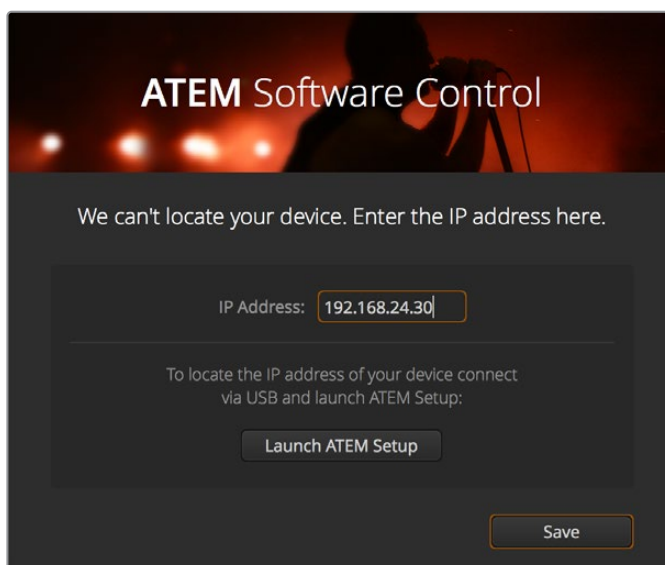 ATEM Software Control
We can't locate your device. Enter the IP address here.
IP Address: 192.168.24.30
To locate the IP address of your device connect
via USB and launch ATEM Setup:
Launch ATEM Setup
Save